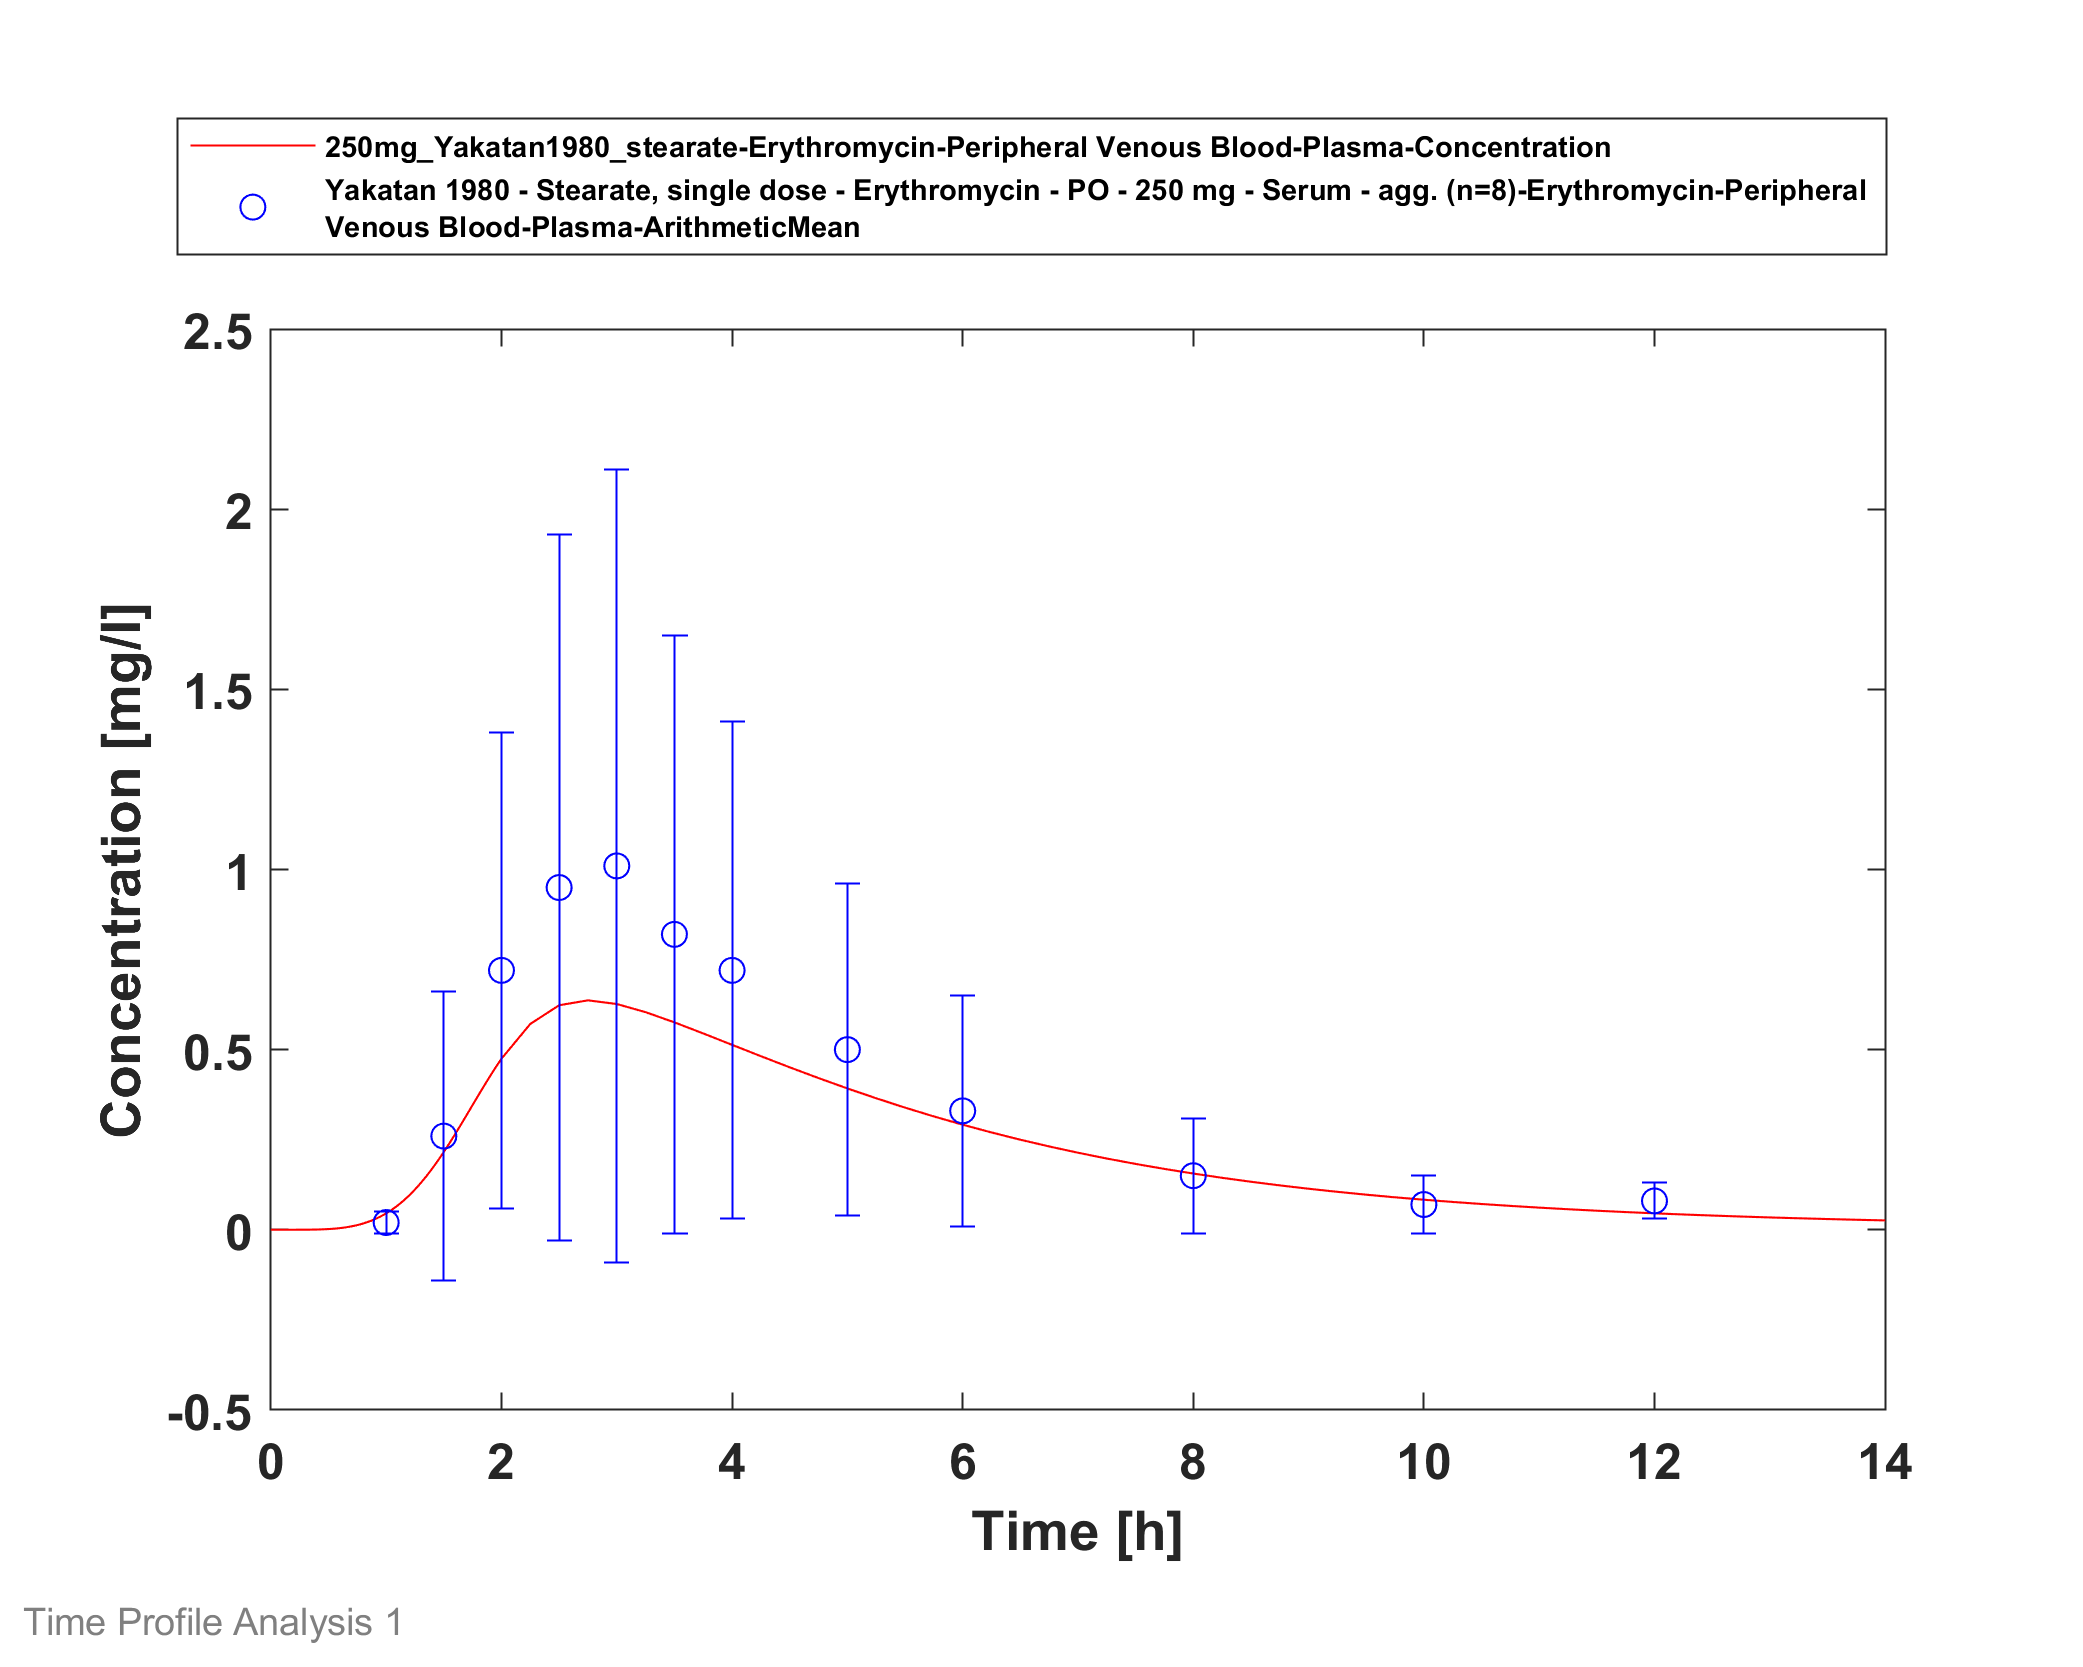 250mg_Yakatan1980_stearate-Erythromycin-Peripheral Venous Blood-Plasma-Concentration
Yakatan 1980 - Stearate, single dose - Erythromycin - PO - 250 mg - Serum - agg. (n=8)-Erythromycin-Peripheral
Venous Blood-Plasma-ArithmeticMean
2.5
2
1.5
1
0.5
0
-0.5
Concentration [mg/l]
0 2 4 6 8 10 12 14
Time [h]
Time Profile Analysis 1